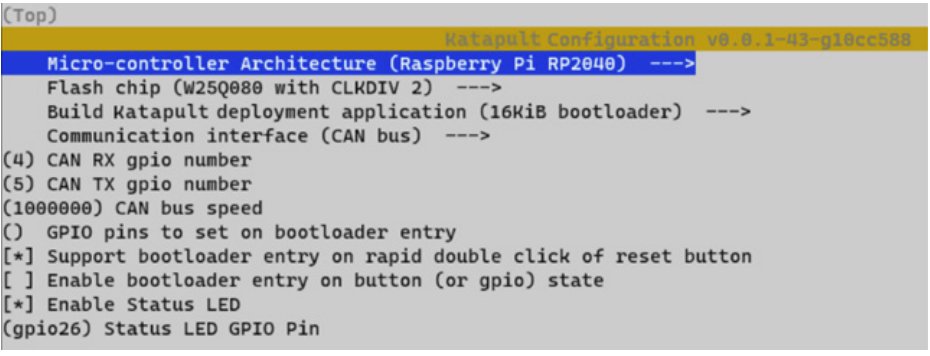 (Top)
Katapult Configuration v0.0.1-43-g10cc588
Micro-controller Architecture (Raspberry Pi RP2040) --->
Flash chip (W25Q080 with CLKDIV 2) --->
Build Katapult deployment application (16KiB bootloader) --->
Communication interface (CAN bus) --->
(4) CAN RX gpio number
(5) CAN TX gpio number
(1000000) CAN bus speed
() GPIO pins to set on bootloader entry
[*] Support bootloader entry on rapid double click of reset button
[ ] Enable bootloader entry on button (or gpio) state
[*] Enable Status LED
(gpio26) Status LED GPIO Pin